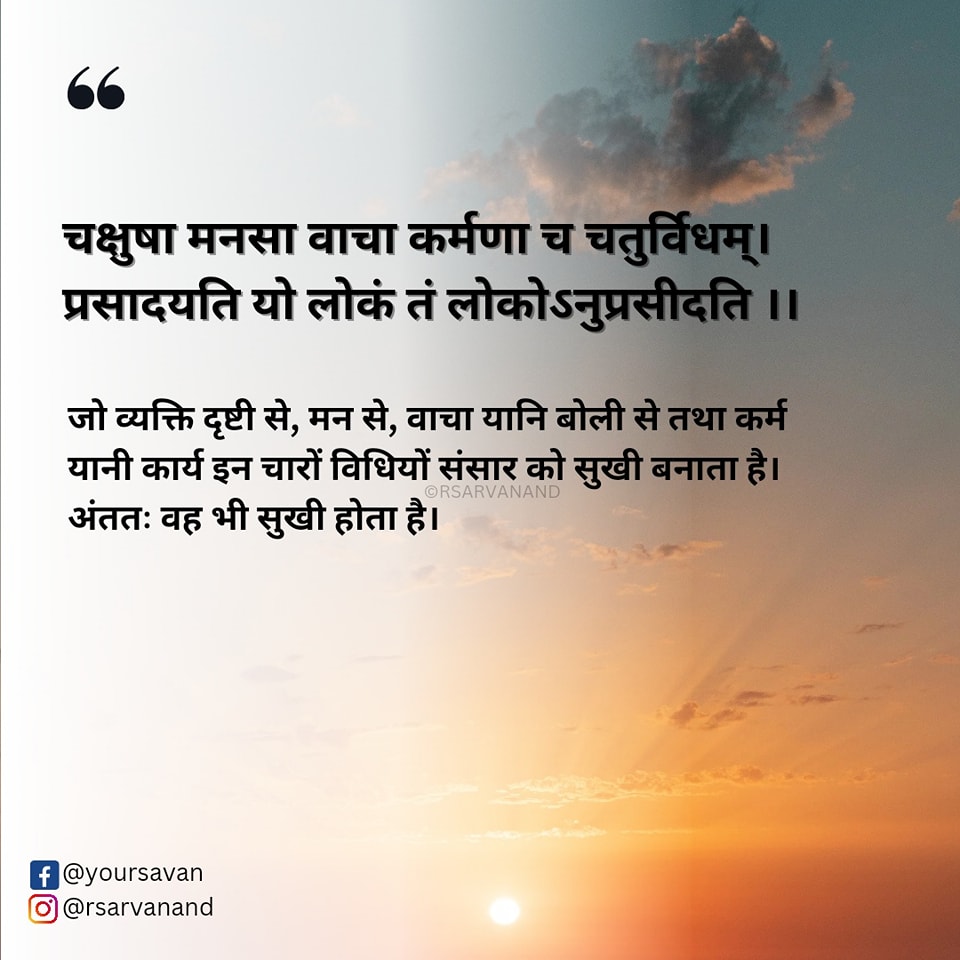 ❝
चक्षुषा मनसा वाचा कर्मणा च चतुर्विधम्।
प्रसादयति यो लोकं तं लोकोऽनुप्रसीदति ।।
जो व्यक्ति दृष्टी से, मन से, वाचा यानि बोली से तथा कर्म
यानी कार्य इन चारों विधियों संसार को सुखी बनाता है।
©RSARVANAND
अंततः वह भी सुखी होता है।
@yoursavan
@rsarvanand